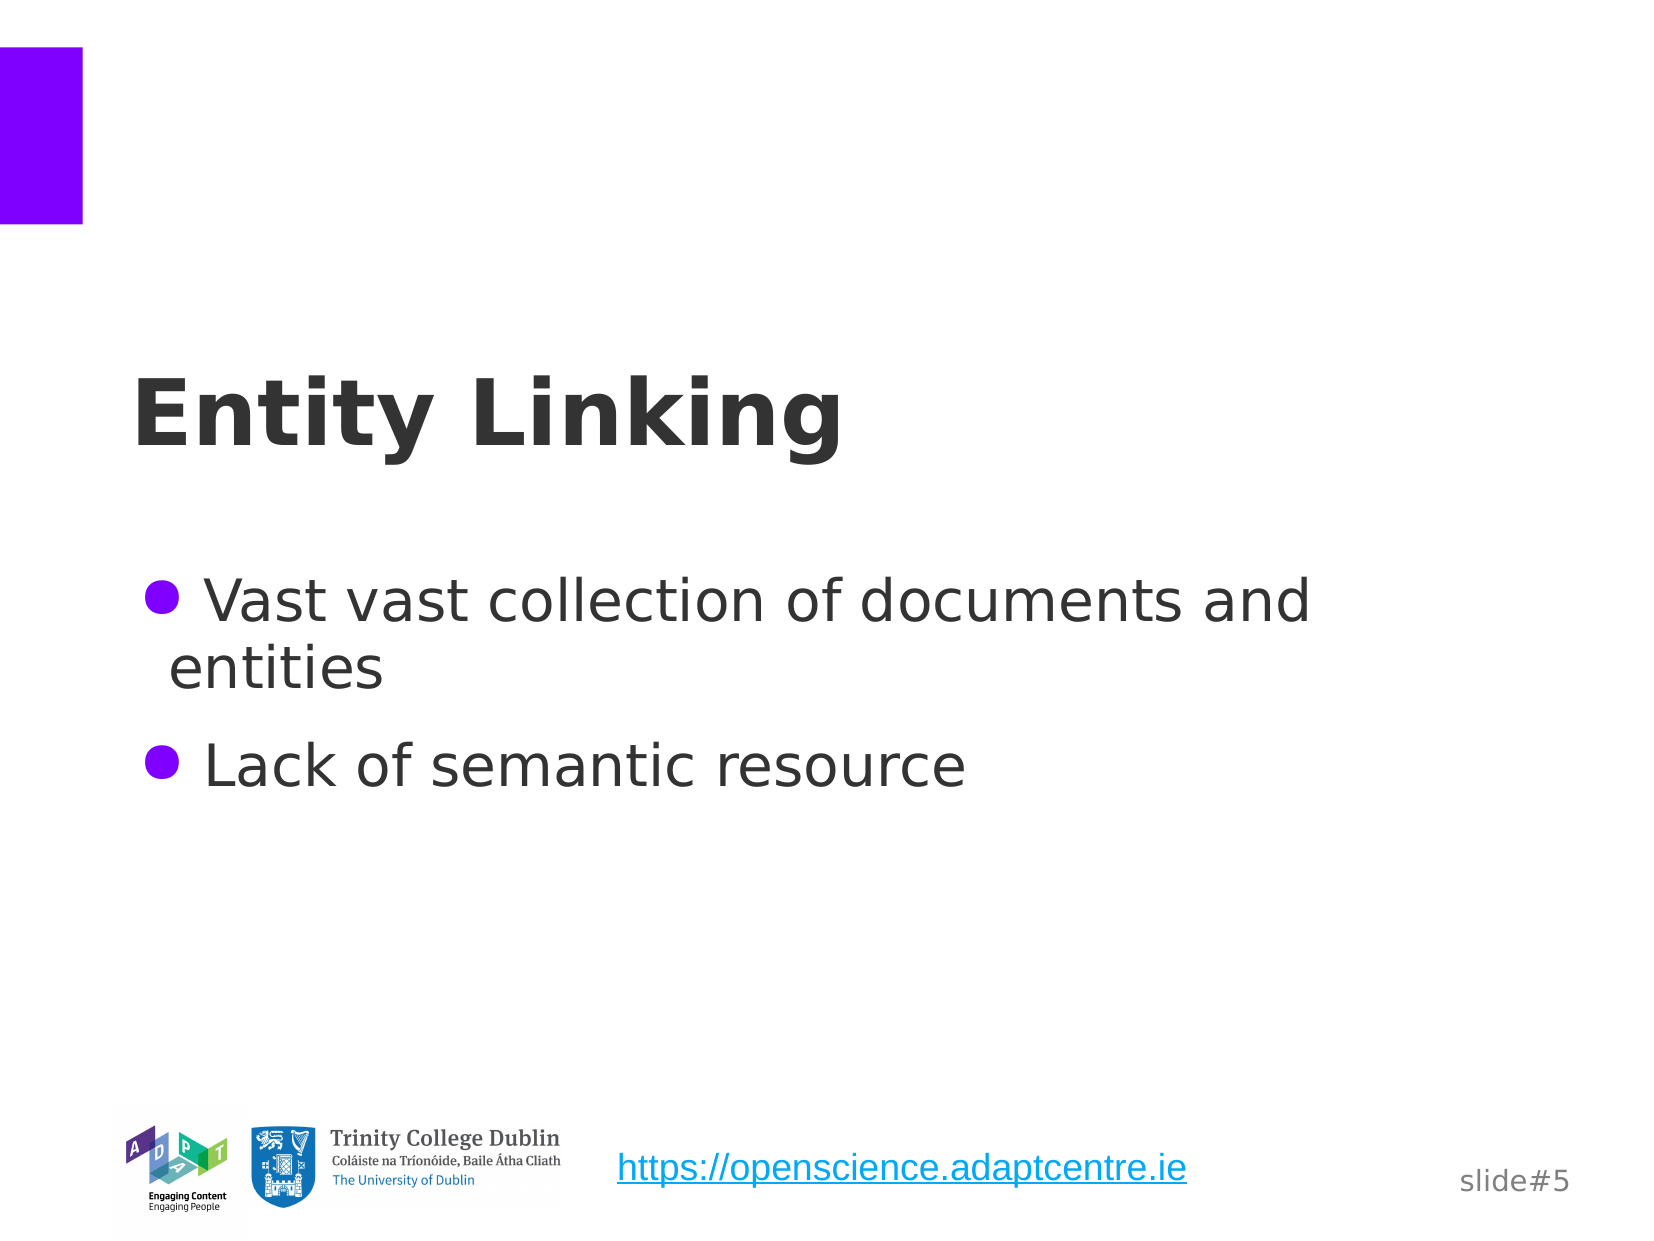 Entity Linking
● Vast vast collection of documents and
entities
● Lack of semantic resource
ADAPT
Engaging Content
Engaging People
Trinity College Dublin
Coláiste na Tríonóide, Baile Átha Cliath
The University of Dublin
https://openscience.adaptcentre.ie
slide#5